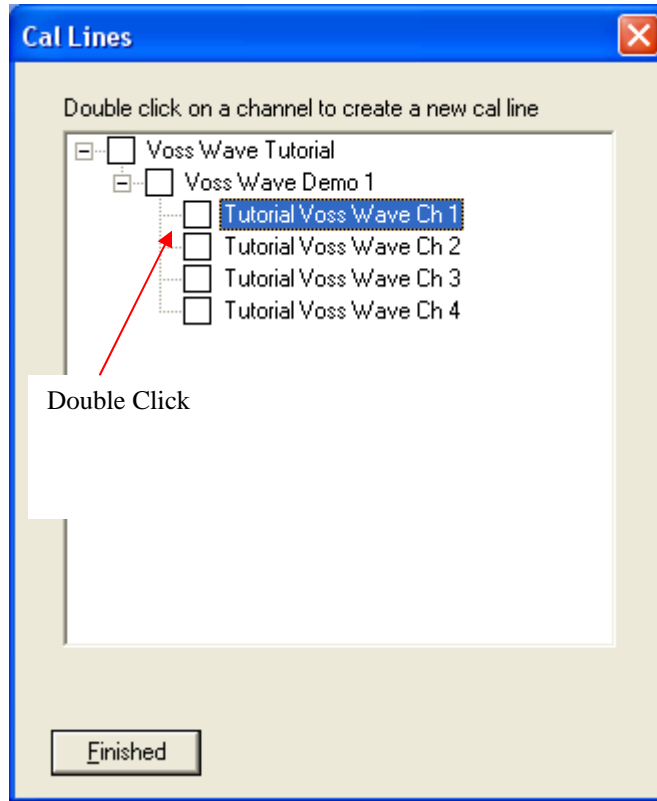 Cal Lines
Double click on a channel to create a new cal line
Voss Wave Tutorial
Voss Wave Demo 1
Tutorial Voss Wave Ch 1
Tutorial Voss Wave Ch 2
Tutorial Voss Wave Ch 3
Tutorial Voss Wave Ch 4
Double Click
Finished